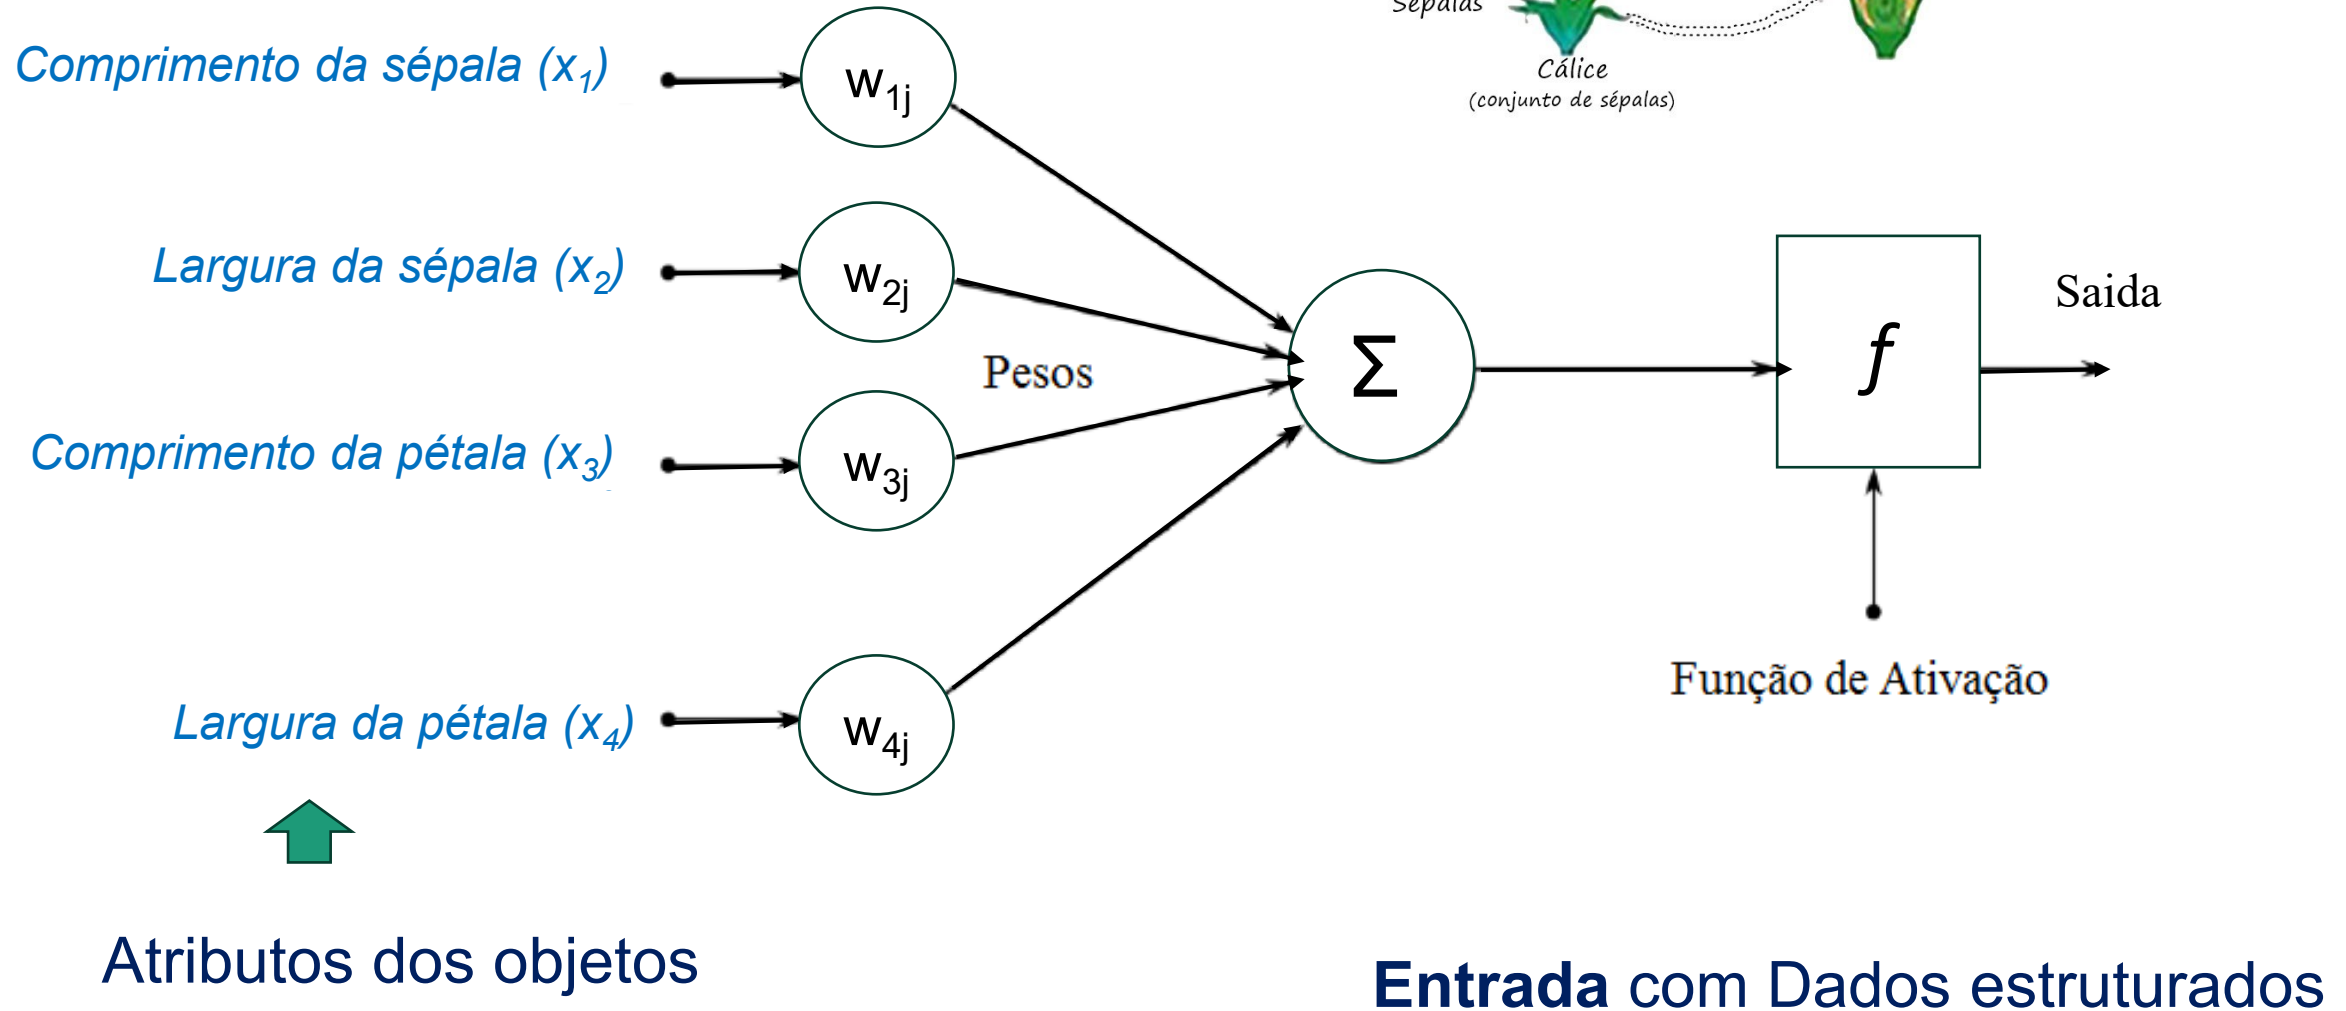 Sépalas
Cálice
(conjunto de sépalas)
Comprimento da sépala (x₁)
w₁ⱼ
Largura da sépala (x₂)
w₂ⱼ
Pesos
Comprimento da pétala (x₃)
w₃ⱼ
Σ
f
Saida
Largura da pétala (x₄)
w₄ⱼ
Função de Ativação
Atributos dos objetos
Entrada com Dados estruturados